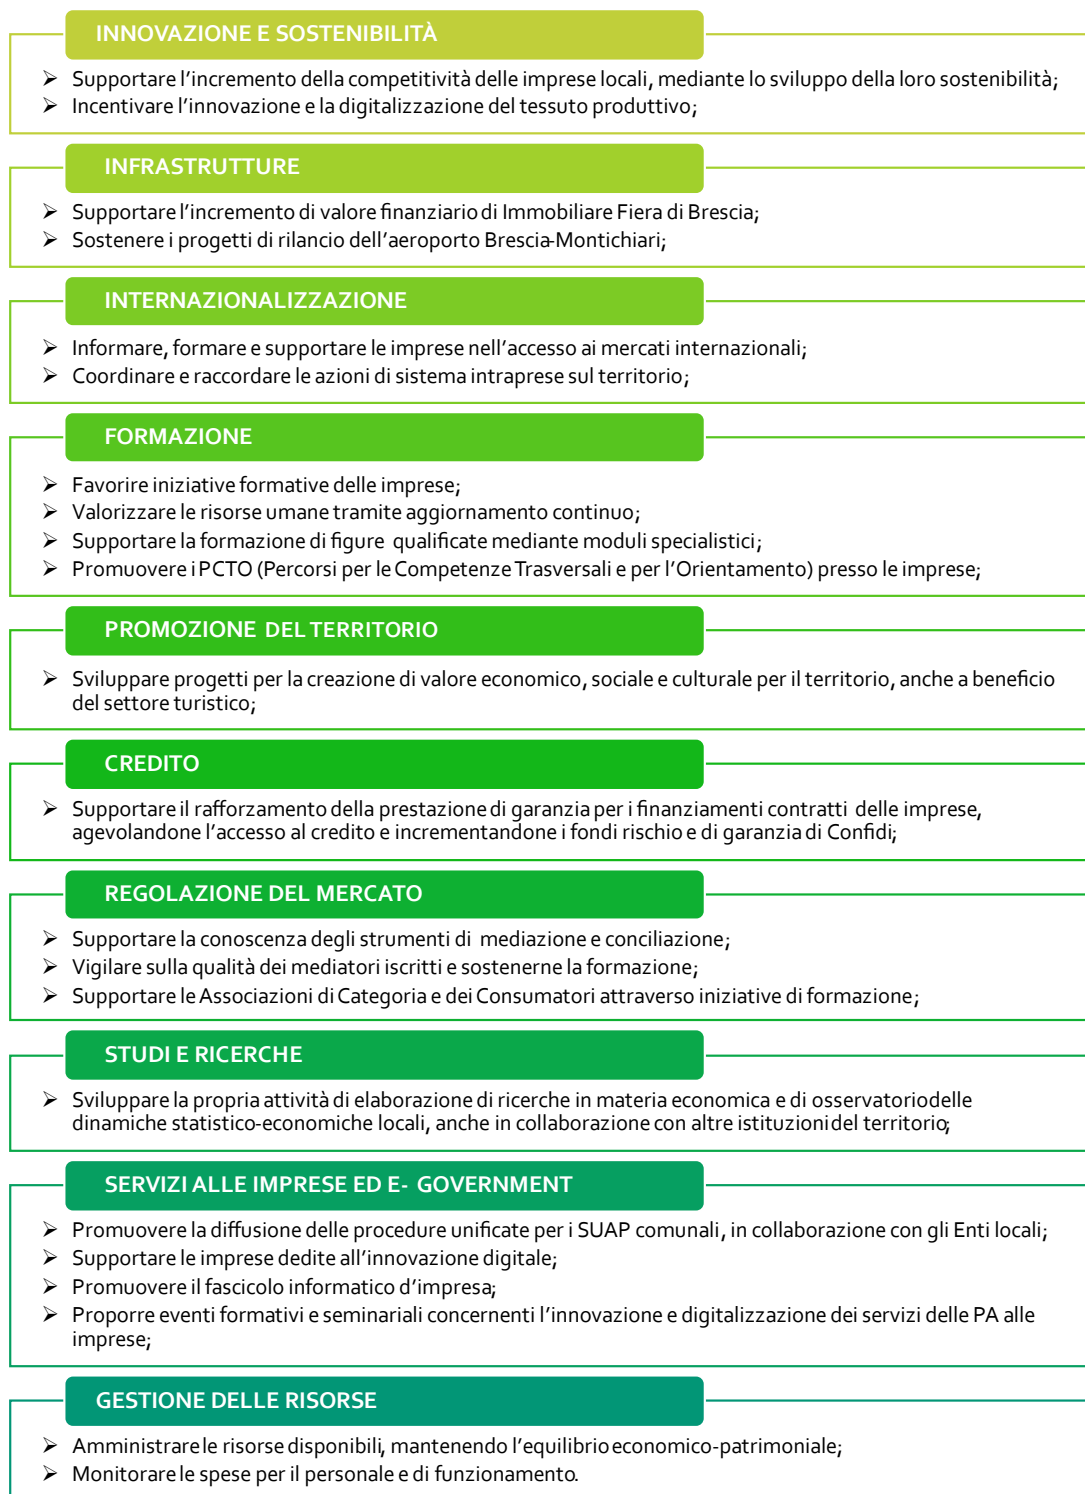 INNOVAZIONE E SOSTENIBILITÀ
➢ Supportare l'incremento della competitività delle imprese locali, mediante lo sviluppo della loro sostenibilità;
➢ Incentivare l'innovazione e la digitalizzazione del tessuto produttivo;
INFRASTRUTTURE
➢ Supportare l'incremento di valore finanziario di Immobiliare Fiera di Brescia;
➢ Sostenere i progetti di rilancio dell'aeroporto Brescia-Montichiari;
INTERNAZIONALIZZAZIONE
➢ Informare, formare e supportare le imprese nell'accesso ai mercati internazionali;
➢ Coordinare e raccordare le azioni di sistema intraprese sul territorio;
FORMAZIONE
➢ Favorire iniziative formative delle imprese;
➢ Valorizzare le risorse umane tramite aggiornamento continuo;
➢ Supportare la formazione di figure qualificate mediante moduli specialistici;
➢ Promuovere i PCTO (Percorsi per le Competenze Trasversali e per l'Orientamento) presso le imprese;
PROMOZIONE DEL TERRITORIO
➢ Sviluppare progetti per la creazione di valore economico, sociale e culturale per il territorio, anche a beneficio
del settore turistico;
CREDITO
➢ Supportare il rafforzamento della prestazione di garanzia per i finanziamenti contratti delle imprese,
agevolandone l'accesso al credito e incrementandone i fondi rischio e di garanzia di Confidi;
REGOLAZIONE DEL MERCATO
➢ Supportare la conoscenza degli strumenti di mediazione e conciliazione;
➢ Vigilare sulla qualità dei mediatori iscritti e sostenerne la formazione;
➢ Supportare le Associazioni di Categoria e dei Consumatori attraverso iniziative di formazione;
STUDI E RICERCHE
➢ Sviluppare la propria attività di elaborazione di ricerche in materia economica e di osservatoriodelle
dinamiche statistico-economiche locali, anche in collaborazione con altre istituzioni del territorio;
SERVIZI ALLE IMPRESE ED E- GOVERNMENT
➢ Promuovere la diffusione delle procedure unificate per i SUAP comunali, in collaborazione con gli Enti locali;
➢ Supportare le imprese dedite all'innovazione digitale;
➢ Promuovere il fascicolo informatico d'impresa;
➢ Proporre eventi formativi e seminariali concernenti l'innovazione e digitalizzazione dei servizi delle PA alle
imprese;
GESTIONE DELLE RISORSE
➢ Amministrare le risorse disponibili, mantenendo l'equilibrio economico-patrimoniale;
➢ Monitorare le spese per il personale e di funzionamento.